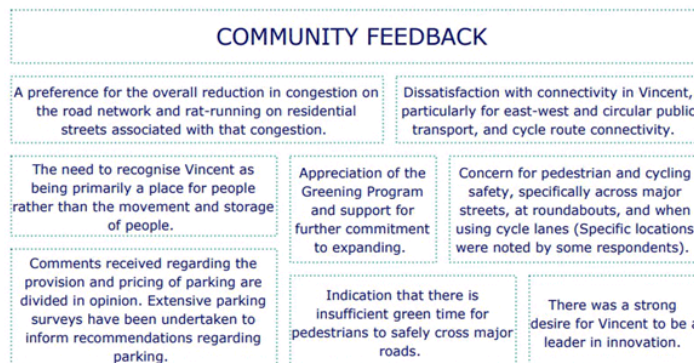 COMMUNITY FEEDBACK
A preference for the overall reduction in congestion on
the road network and rat-running on residential
streets associated with that congestion.
Dissatisfaction with connectivity in Vincent,
particularly for east-west and circular public
transport, and cycle route connectivity.
The need to recognise Vincent as
being primarily a place for people
rather than the movement and storage
of people.
Appreciation of the
Greening Program
and support for
further commitment
to expanding.
Concern for pedestrian and cycling
safety, specifically across major
streets, at roundabouts, and when
using cycle lanes (Specific locations
were noted by some respondents).
Comments received regarding the
provision and pricing of parking are
divided in opinion. Extensive parking
surveys have been undertaken to
inform recommendations regarding
parking.
Indication that there is
insufficient green time for
pedestrians to safely cross major
roads.
There was a strong
desire for Vincent to be a
leader in innovation.